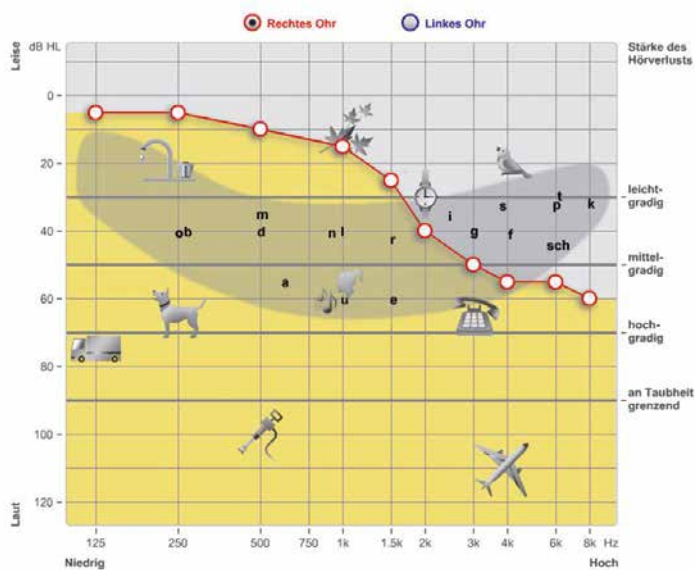 Rechtes Ohr Linkes Ohr
Leise dB HL Stärke des
Hörverlusts
0
20
leicht-
gradig
t
s p k
m i
40 ob d n l g f
r sch
mittel-
gradig
a
60 u e
hoch-
gradig
80
an Taubheit
grenzend
100
120
Laut
125 250 500 750 1k 1.5k 2k 3k 4k 6k 8k Hz
Niedrig Hoch